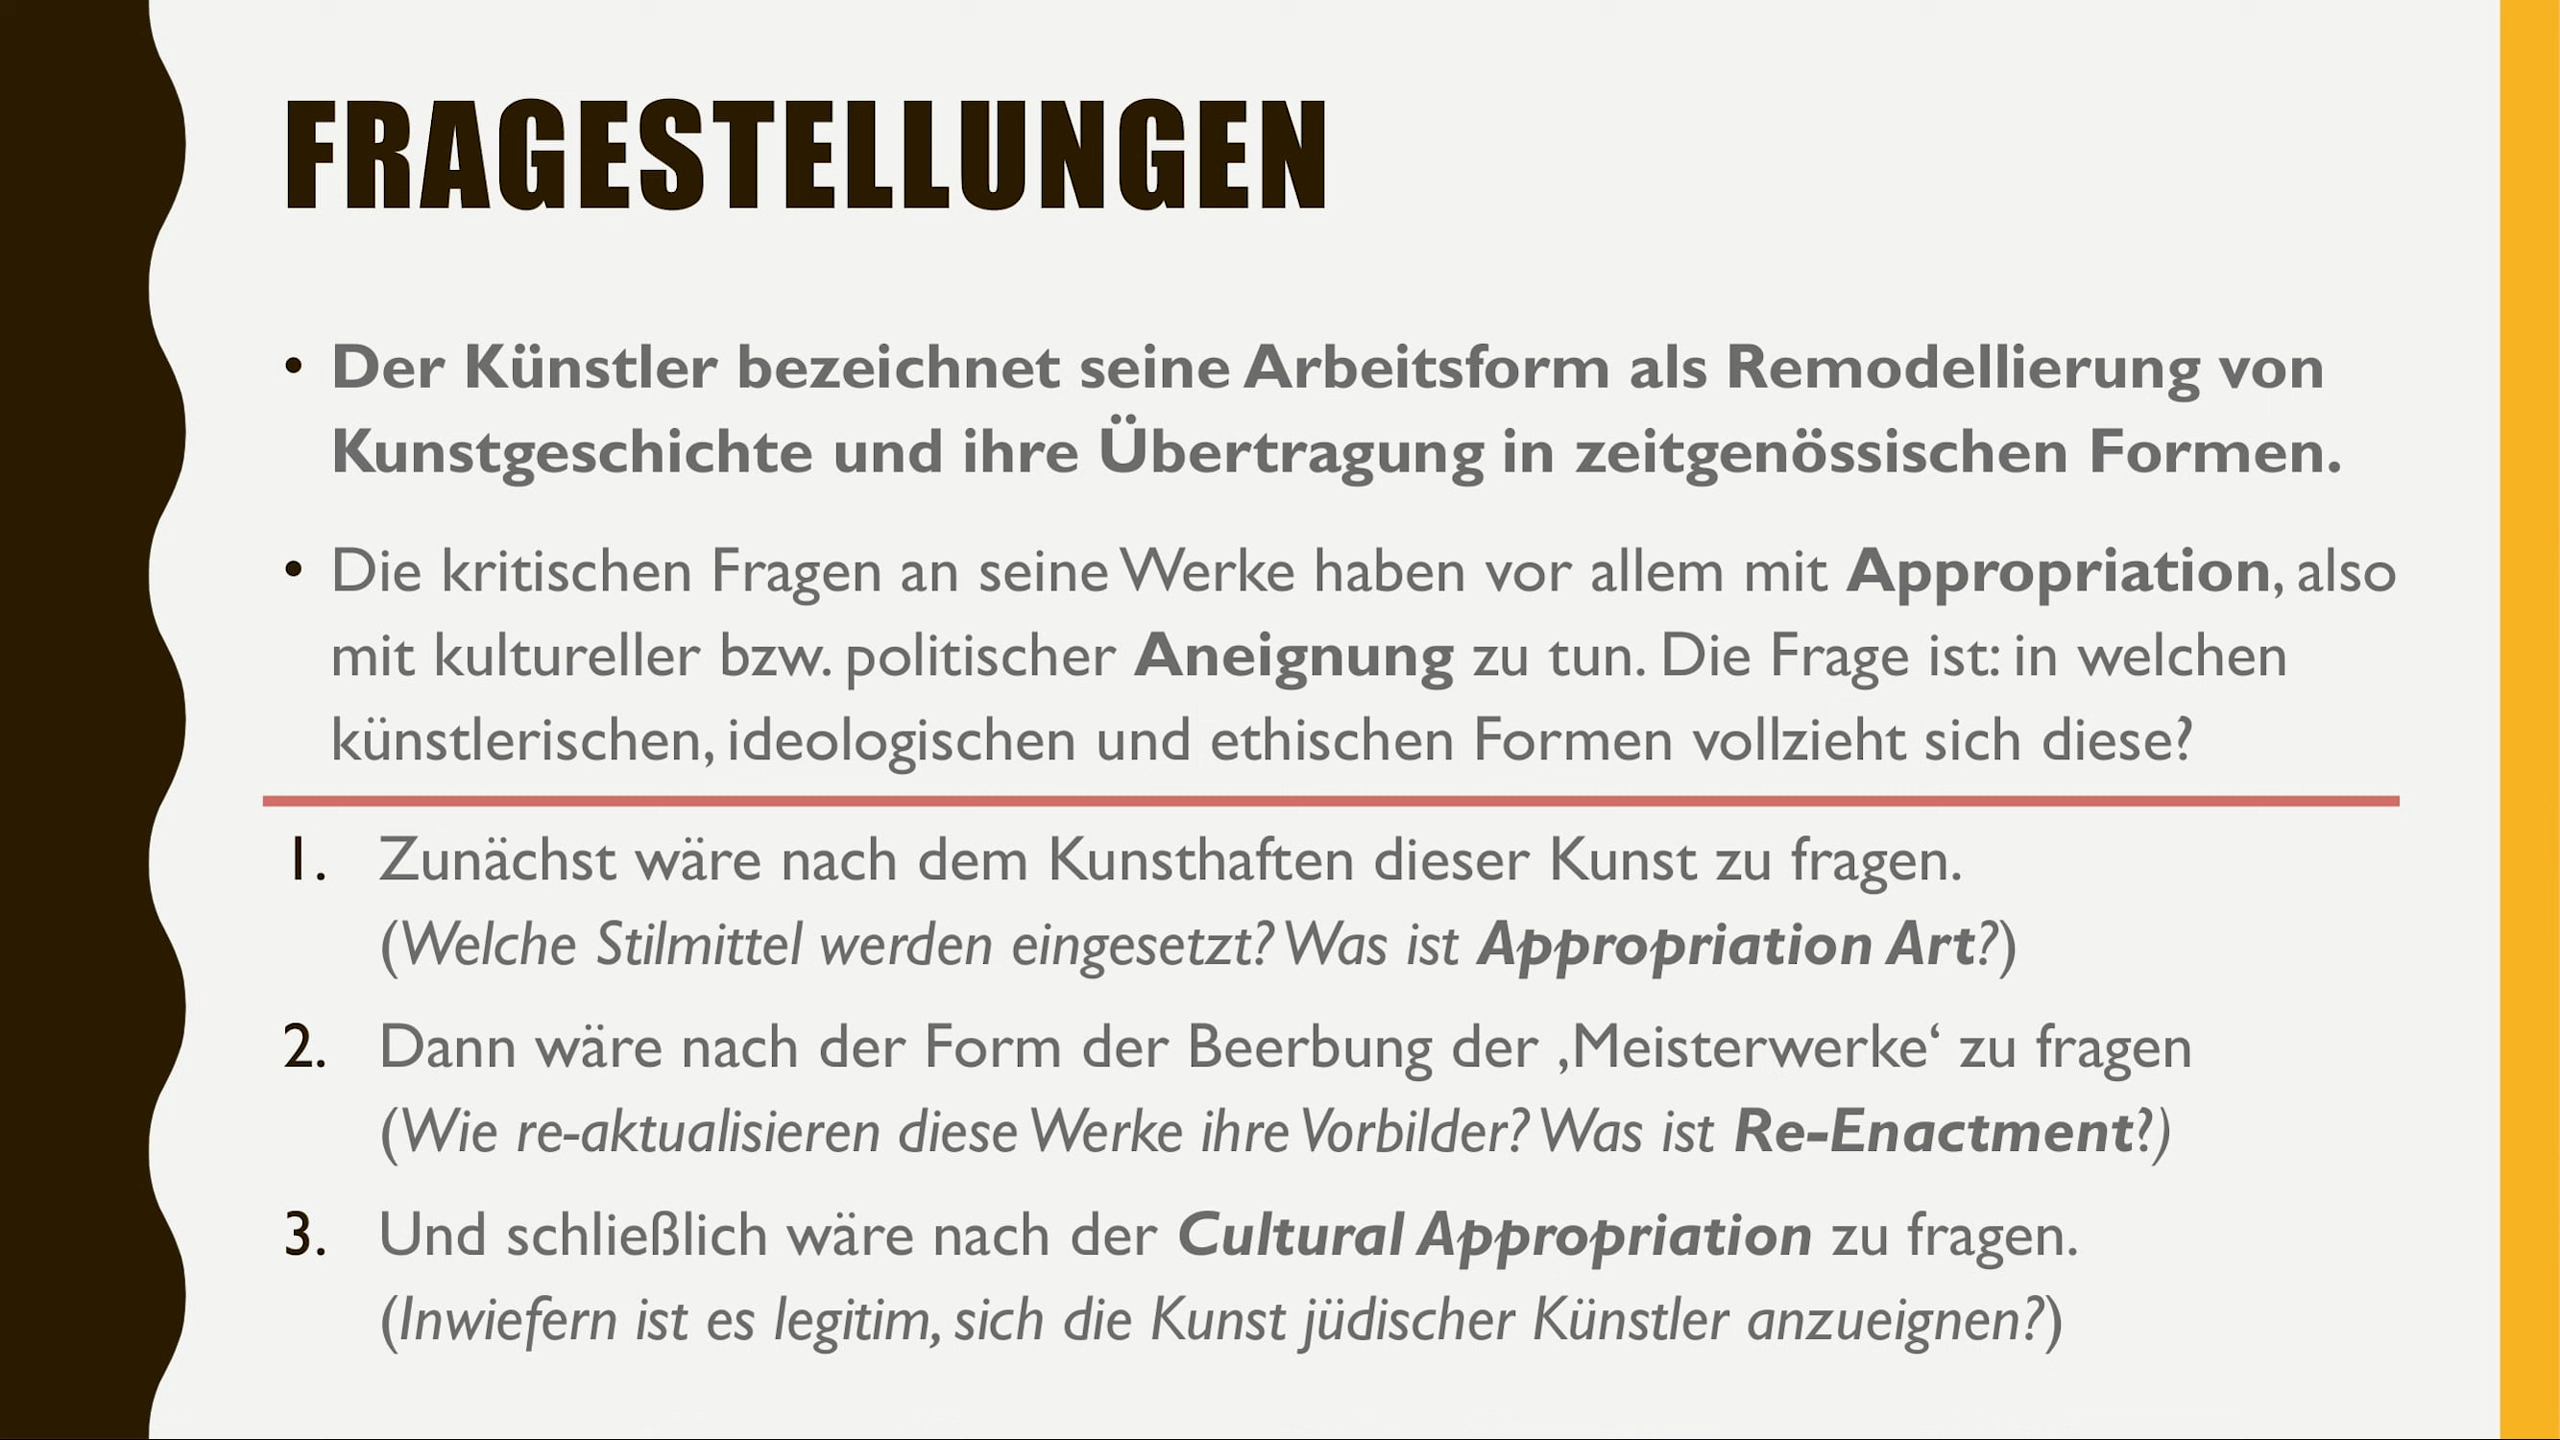 FRAGESTELLUNGEN
• Der Künstler bezeichnet seine Arbeitsform als Remodellierung von
Kunstgeschichte und ihre Übertragung in zeitgenössischen Formen.
• Die kritischen Fragen an seine Werke haben vor allem mit Appropriation, also
mit kultureller bzw. politischer Aneignung zu tun. Die Frage ist: in welchen
künstlerischen, ideologischen und ethischen Formen vollzieht sich diese?
1. Zunächst wäre nach dem Kunsthaften dieser Kunst zu fragen.
(Welche Stilmittel werden eingesetzt? Was ist Appropriation Art?)
2. Dann wäre nach der Form der Beerbung der ‚Meisterwerke‘ zu fragen
(Wie re-aktualisieren diese Werke ihre Vorbilder? Was ist Re-Enactment?)
3. Und schließlich wäre nach der Cultural Appropriation zu fragen.
(Inwiefern ist es legitim, sich die Kunst jüdischer Künstler anzueignen?)